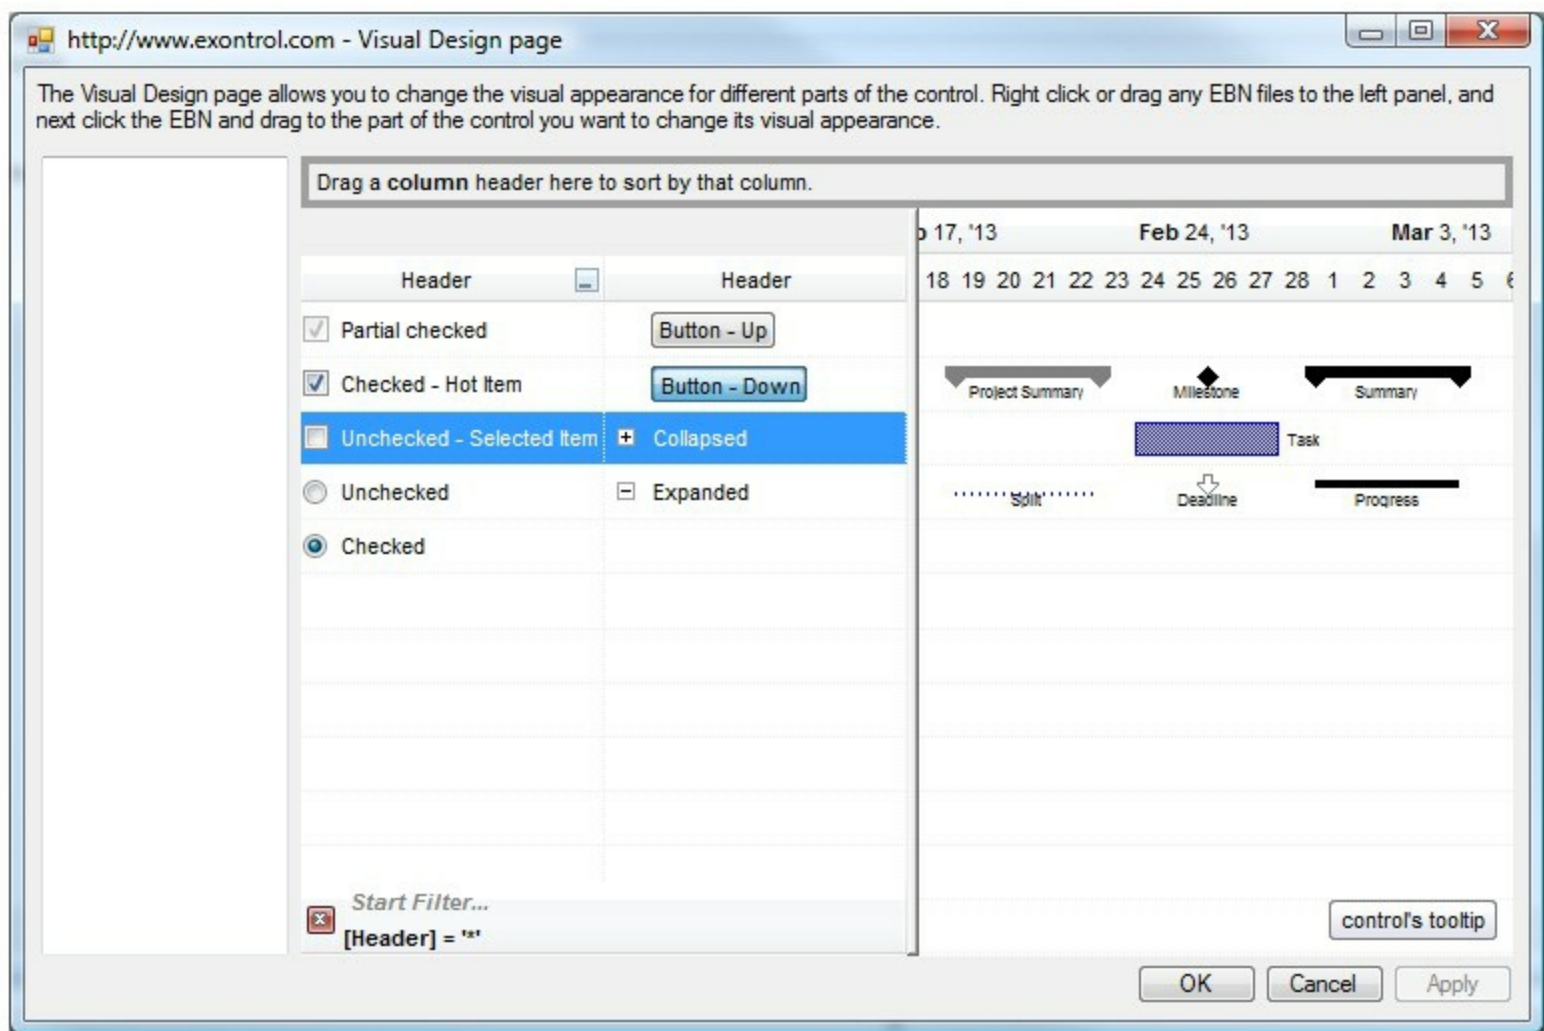 http://www.exontrol.com - Visual Design page
The Visual Design page allows you to change the visual appearance for different parts of the control. Right click or drag any EBN files to the left panel, and
next click the EBN and drag to the part of the control you want to change its visual appearance.
Drag a column header here to sort by that column.
17, '13 Feb 24, '13 Mar 3, '13
Header Header 18 19 20 21 22 23 24 25 26 27 28 1 2 3 4 5
Partial checked Button - Up
Checked - Hot Item Button - Down Project Summary Milestone Summary
Unchecked - Selected Item Collapsed Task
Unchecked Expanded Split Deadline Progress
Checked
Start Filter...
[Header] = '*'
control's tooltip
OK Cancel Apply